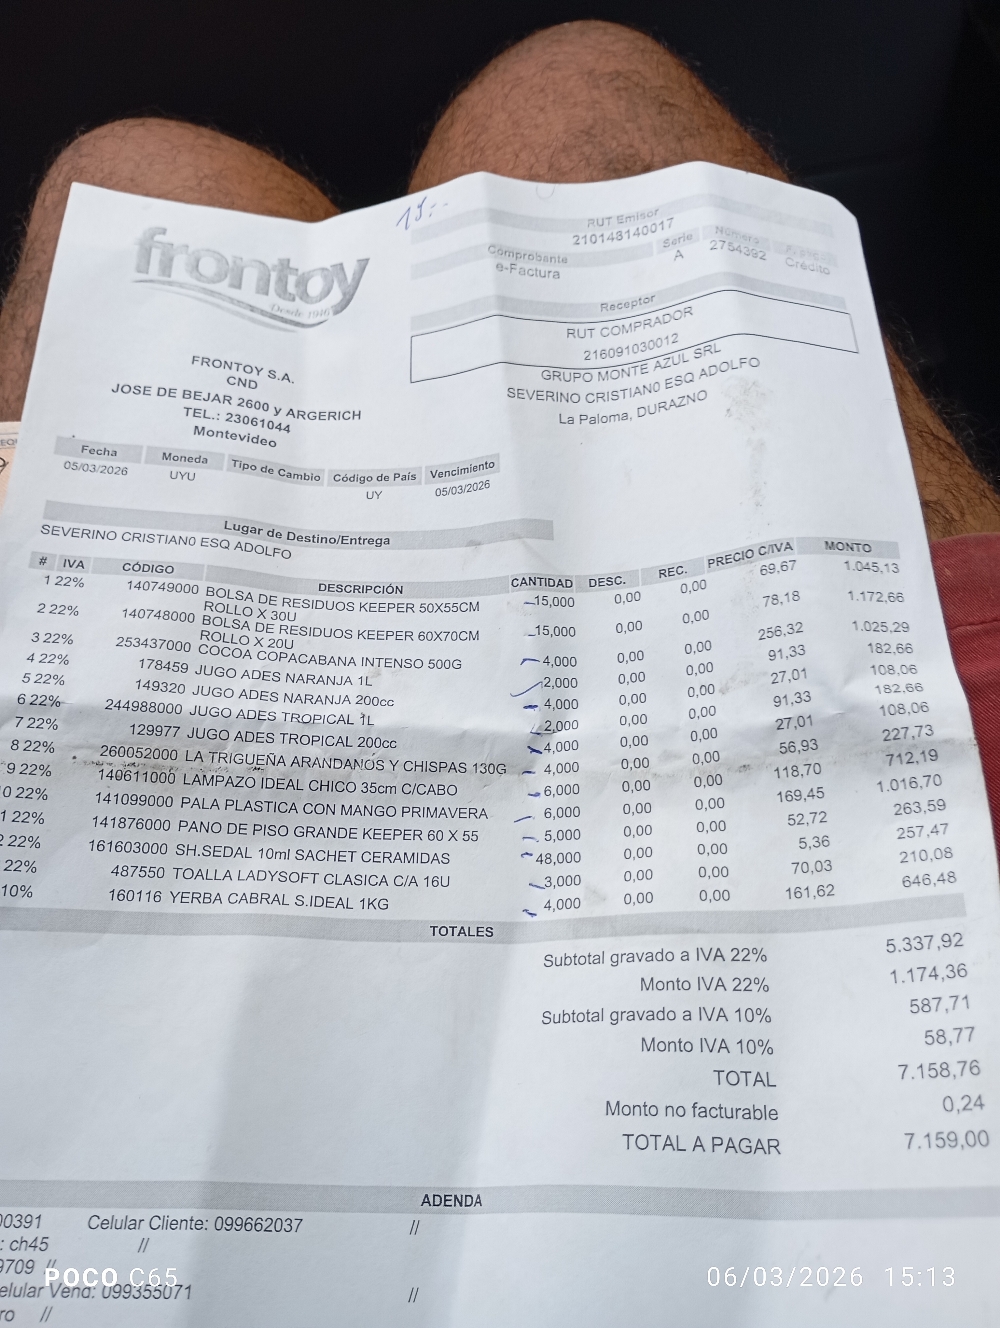 19:-
frontoy
Desde 1916
RUT Emisor
210148140017
Comprobante Serie Número
e-Factura A 2754392 Crédito
Receptor
RUT COMPRADOR
216091030012
GRUPO MONTE AZUL SRL
SEVERINO CRISTIAN0 ESQ ADOLFO
La Paloma, DURAZNO
FRONTOY S.A.
CND
JOSE DE BEJAR 2600 y ARGERICH
TEL.: 23061044
Montevideo
Fecha Moneda Tipo de Cambio Código de País Vencimiento
05/03/2026 UYU UY 05/03/2026
Lugar de Destino/Entrega
SEVERINO CRISTIAN0 ESQ ADOLFO
# IVA CÓDIGO DESCRIPCIÓN CANTIDAD DESC. REC. PRECIO C/IVA MONTO
1 22% 140749000 BOLSA DE RESIDUOS KEEPER 50X55CM 15,000 0,00 0,00 69,67 1.045,13
ROLLO X 30U
2 22% 140748000 BOLSA DE RESIDUOS KEEPER 60X70CM 15,000 0,00 0,00 78,18 1.172,66
ROLLO X 20U
3 22% 253437000 COCOA COPACABANA INTENSO 500G 4,000 0,00 0,00 256,32 1.025,29
4 22% 178459 JUGO ADES NARANJA 1L 2,000 0,00 0,00 91,33 182,66
5 22% 149320 JUGO ADES NARANJA 200cc 4,000 0,00 0,00 27,01 108,06
6 22% 244988000 JUGO ADES TROPICAL 1L 2,000 0,00 0,00 91,33 182,66
7 22% 129977 JUGO ADES TROPICAL 200cc 4,000 0,00 0,00 27,01 108,06
8 22% 260052000 LA TRIGUEÑA ARANDANOS Y CHISPAS 130G 4,000 0,00 0,00 56,93 227,73
9 22% 140611000 LAMPAZO IDEAL CHICO 35cm C/CABO 6,000 0,00 0,00 118,70 712,19
0 22% 141099000 PALA PLASTICA CON MANGO PRIMAVERA 6,000 0,00 0,00 169,45 1.016,70
1 22% 141876000 PANO DE PISO GRANDE KEEPER 60 X 55 5,000 0,00 0,00 52,72 263,59
2 22% 161603000 SH.SEDAL 10ml SACHET CERAMIDAS 48,000 0,00 0,00 5,36 257,47
22% 487550 TOALLA LADYSOFT CLASICA C/A 16U 3,000 0,00 0,00 70,03 210,08
10% 160116 YERBA CABRAL S.IDEAL 1KG 4,000 0,00 0,00 161,62 646,48
TOTALES
Subtotal gravado a IVA 22% 5.337,92
Monto IVA 22% 1.174,36
Subtotal gravado a IVA 10% 587,71
Monto IVA 10% 58,77
TOTAL 7.158,76
Monto no facturable 0,24
TOTAL A PAGAR 7.159,00
ADENDA
00391 Celular Cliente: 099662037 //
: ch45 //
9709 //
elular Vend: 099355071 //
ro //
POCO C65
06/03/2026 15:13